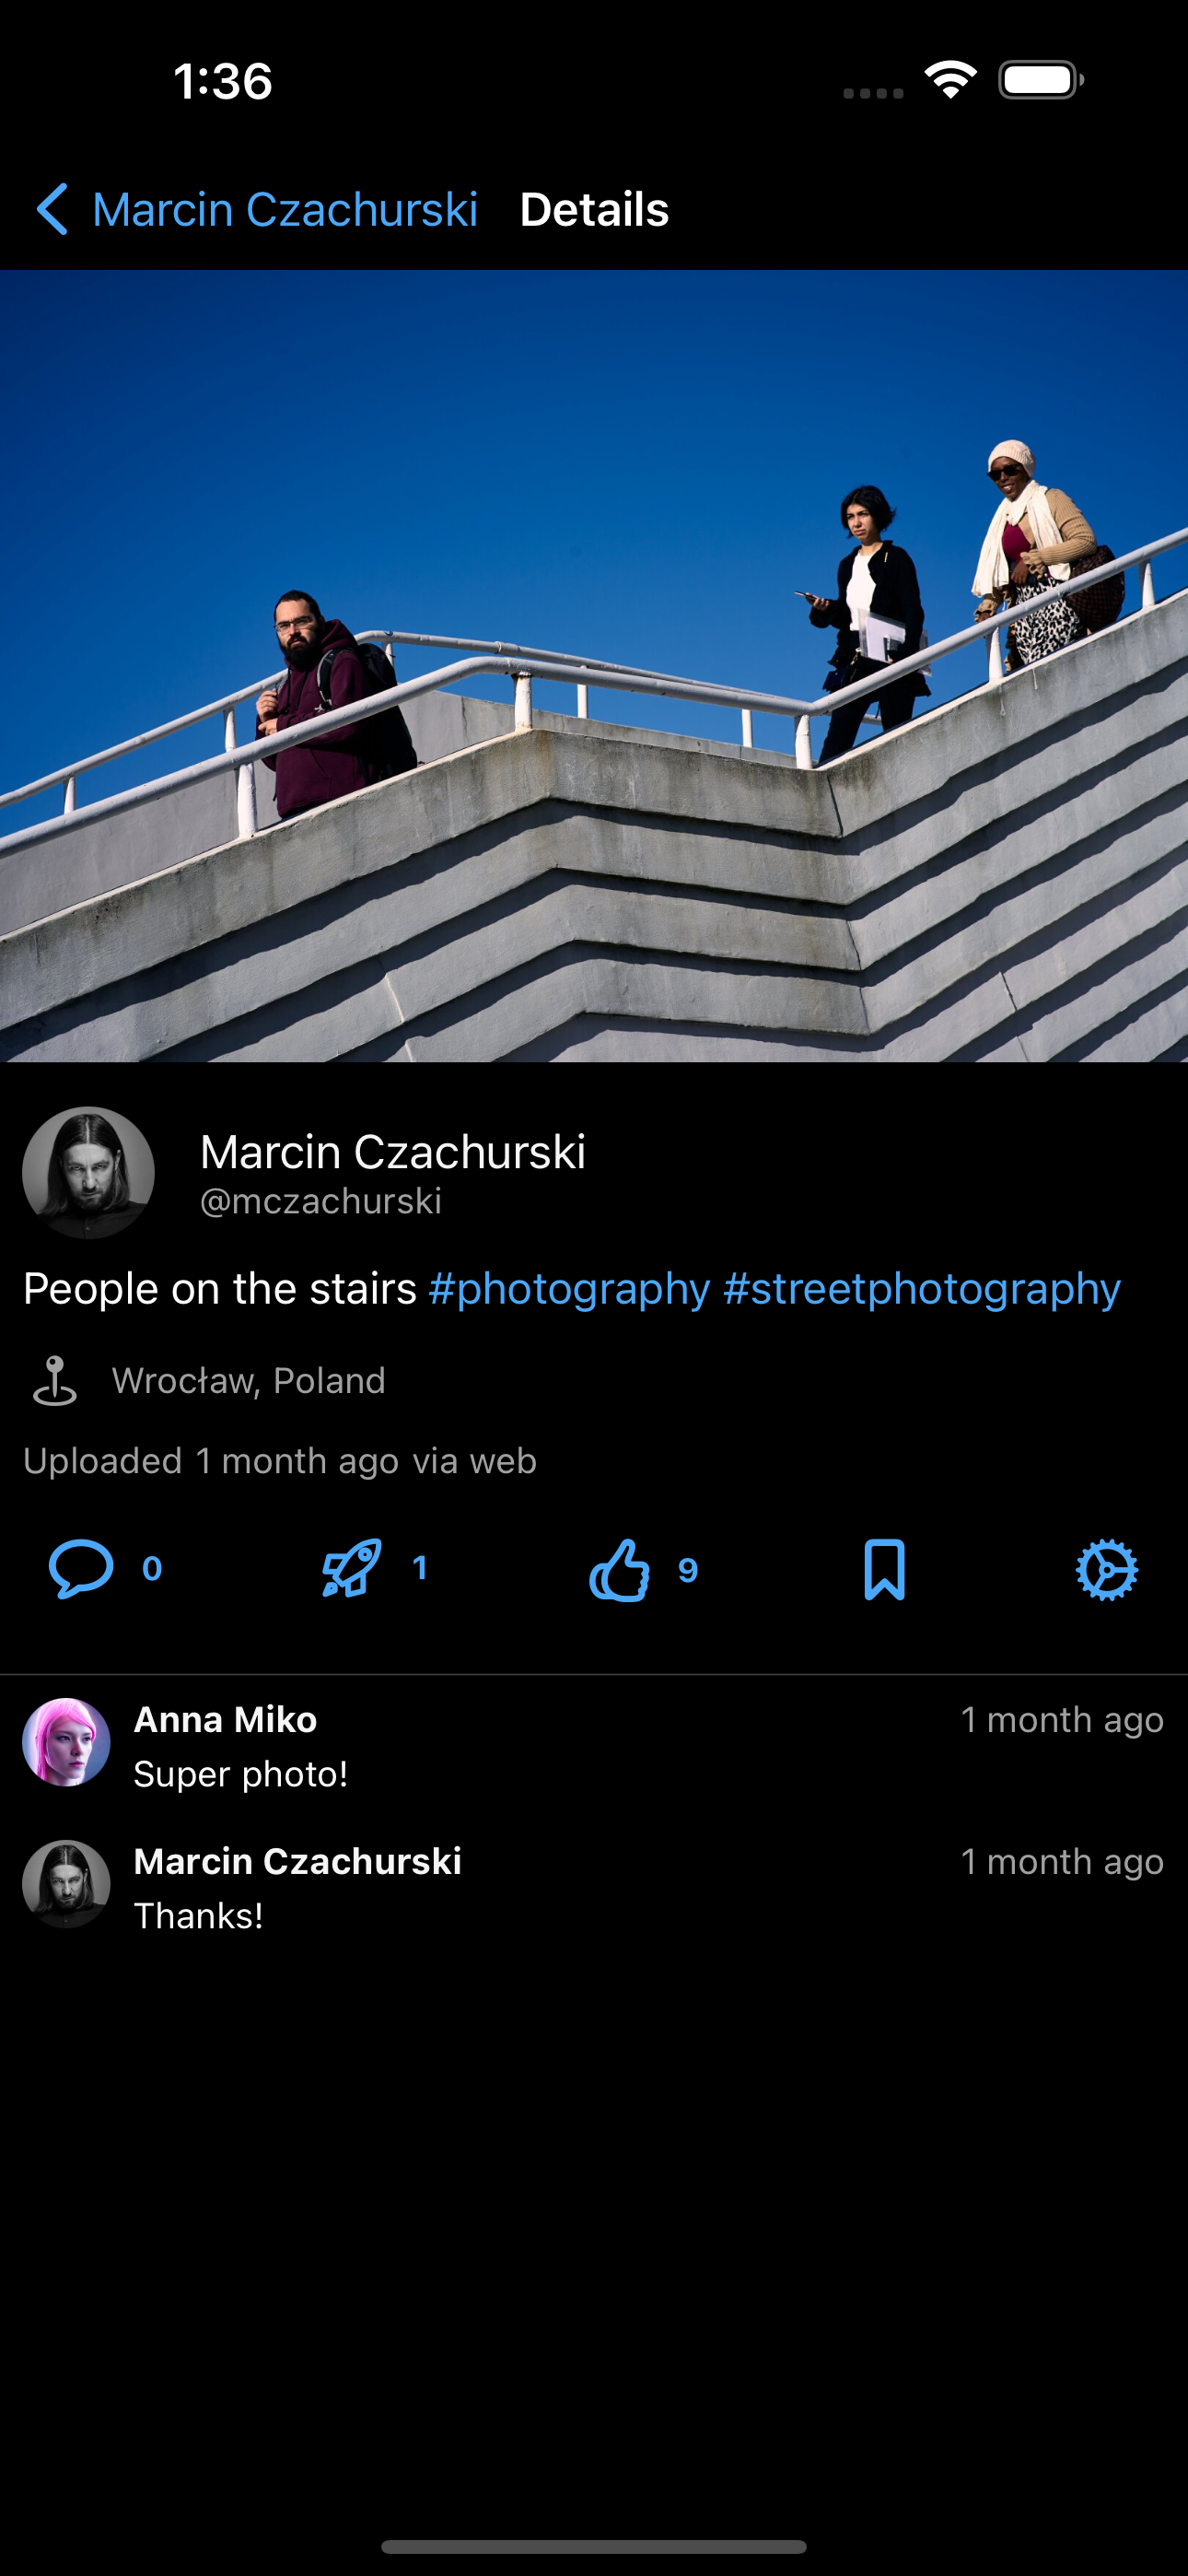 1:36
Marcin Czachurski Details
Marcin Czachurski
@mczachurski
People on the stairs #photography #streetphotography
Wrocław, Poland
Uploaded 1 month ago via web
0 1 9
Anna Miko 1 month ago
Super photo!
Marcin Czachurski 1 month ago
Thanks!